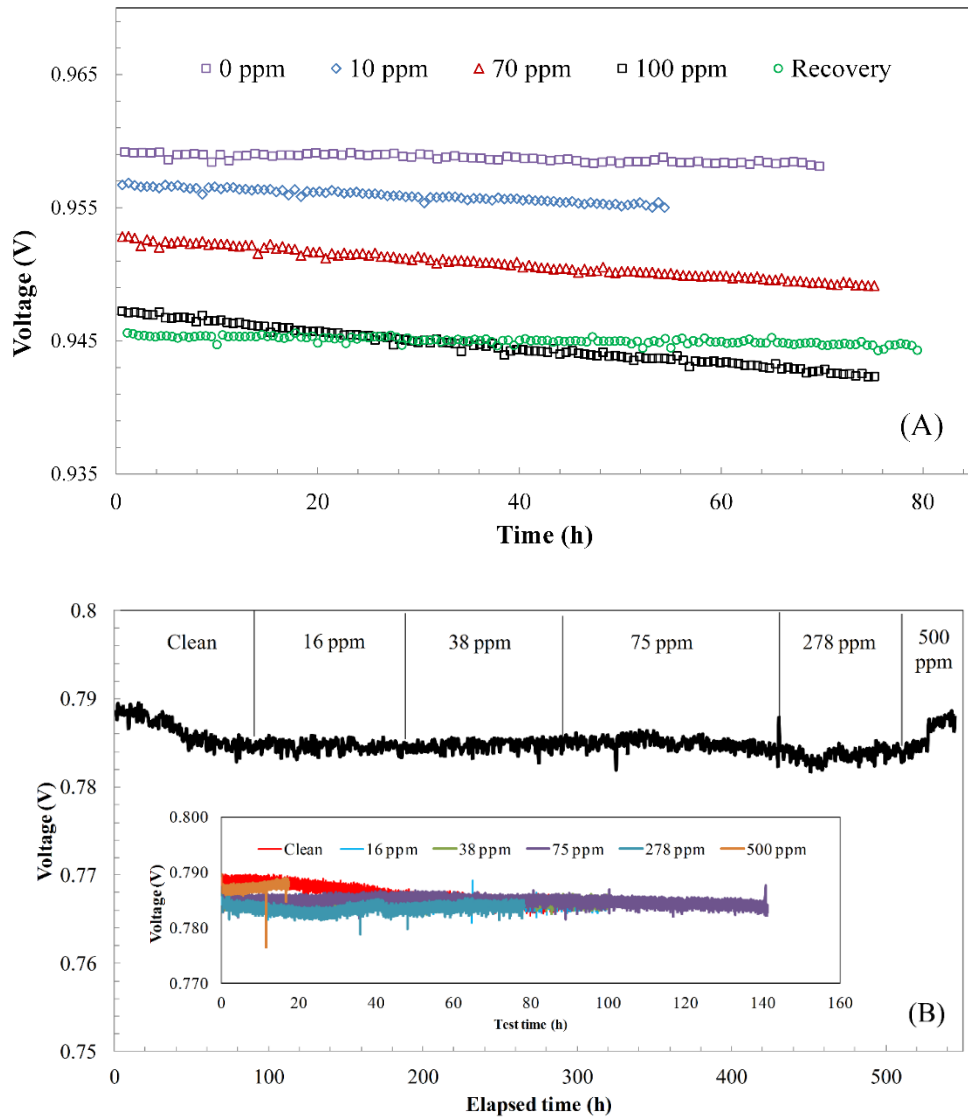 0.965
0 ppm 10 ppm 70 ppm 100 ppm Recovery
0.955
Voltage (V)
0.945
(A)
0.935
0 20 40 60 80
Time (h)
0.8
Clean 16 ppm 38 ppm 75 ppm 278 ppm 500 ppm
0.79
0.78
Voltage (V)
0.77
0.76
0.75
0.800
Clean 16 ppm 38 ppm 75 ppm 278 ppm 500 ppm
0.790
Voltage (V)
0.780
0.770
0 20 40 60 80 100 120 140 160
Test time (h)
(B)
0 100 200 300 400 500
Elapsed time (h)